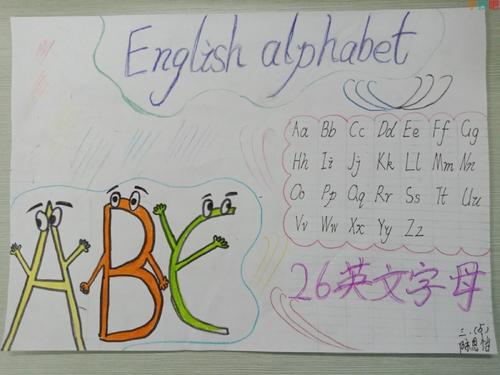 English alphabet
Aa Bb Cc Dd Ee Ff Gg
Hh Ii Jj Kk Ll Mm Nn
Oo Pp Qq Rr Ss Tt Uu
Vv Ww Xx Yy Zz
ABC
26英文字母
三.(5)
陈思怡